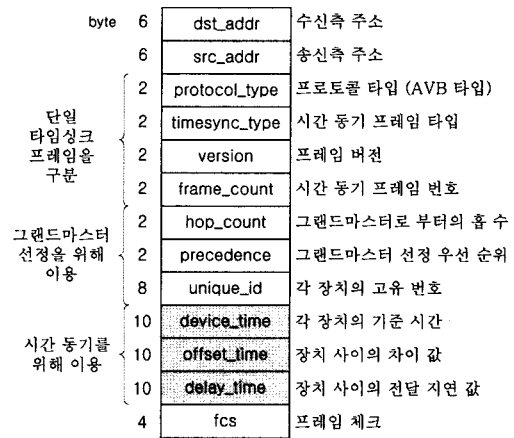 byte 6 dst_addr 수신측 주소
6 src_addr 송신측 주소
2 protocol_type 프로토콜 타입 (AVB 타입)
단일
타임싱크
프레임을
구분
2 timesync_type 시간 동기 프레임 타입
2 version 프레임 버전
2 frame_count 시간 동기 프레임 번호
그랜드마스터
선정을 위해
이용
2 hop_count 그랜드마스터로 부터의 홉 수
2 precedence 그랜드마스터 선정 우선 순위
8 unique_id 각 장치의 고유 번호
시간 동기를
위해 이용
10 device_time 각 장치의 기준 시간
10 offset_time 장치 사이의 차이 값
10 delay_time 장치 사이의 전달 지연 값
4 fcs 프레임 체크